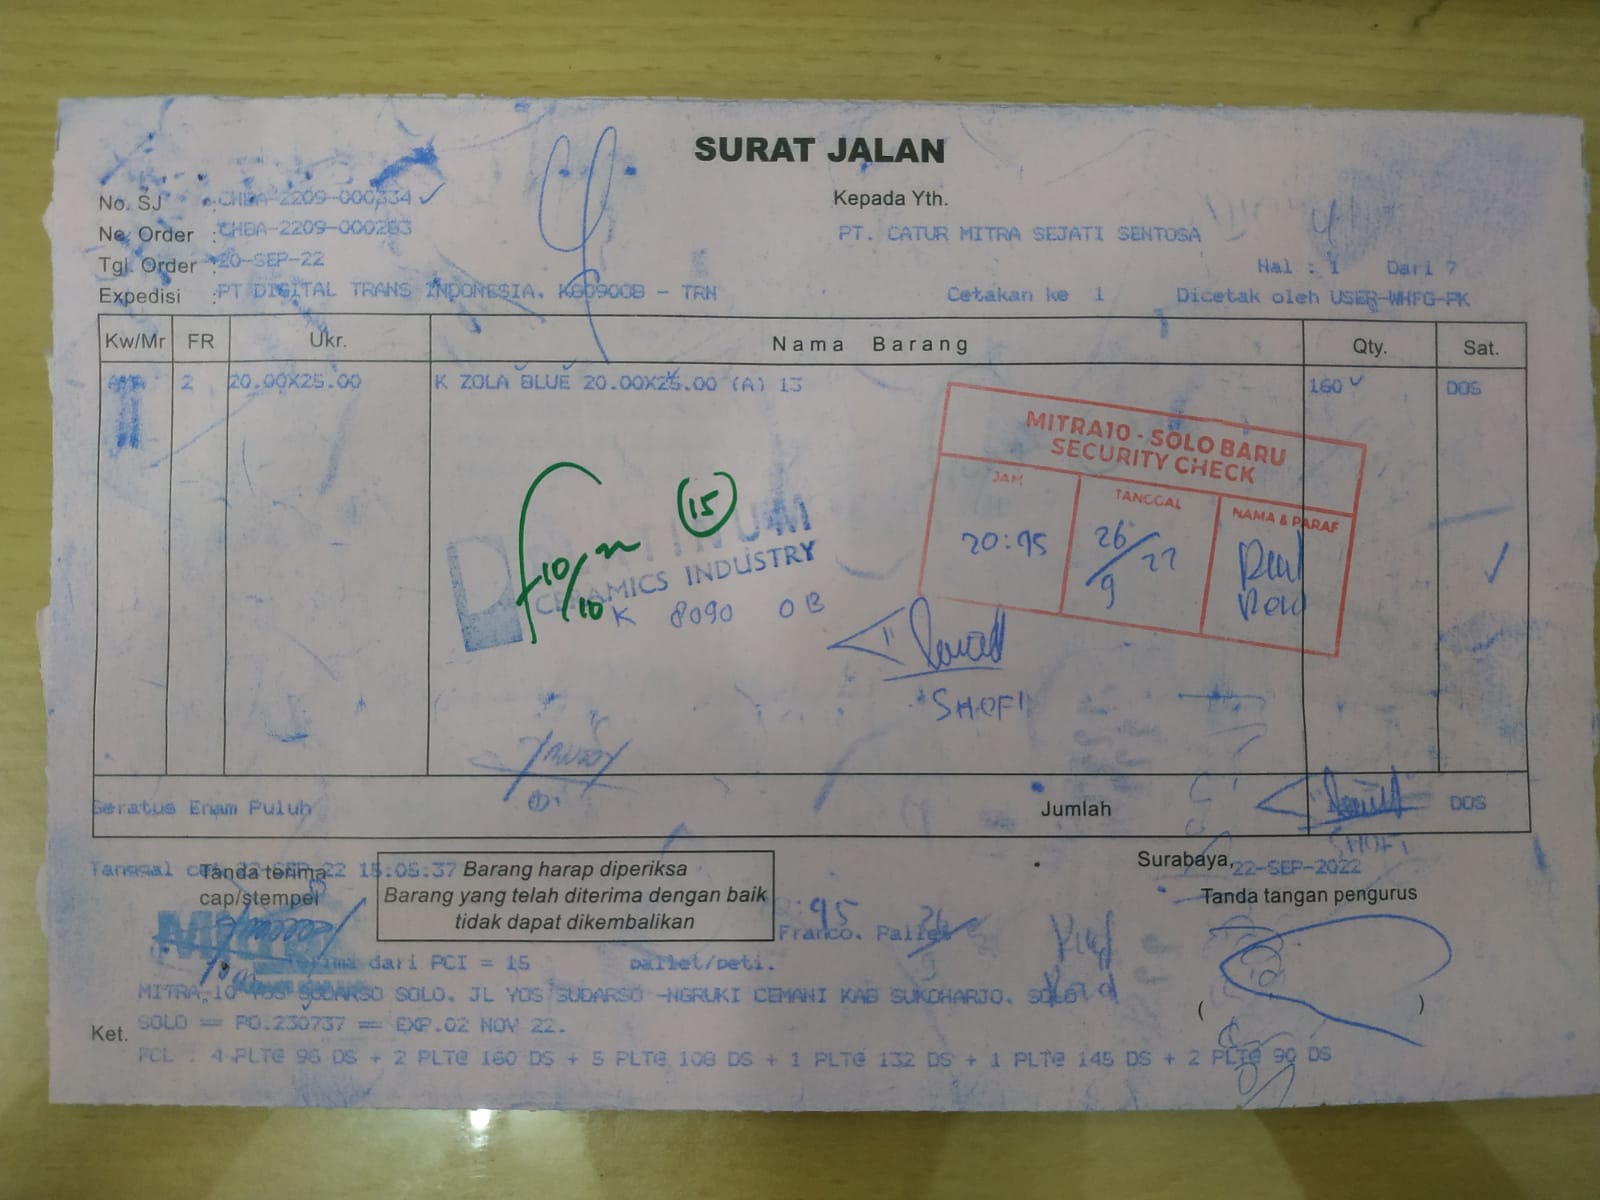 SURAT JALAN
No. SJ : CHBA-2209-000334
No. Order : CHBA-2209-000283
Tgl. Order : 20-SEP-22
Expedisi : PT DIGITAL TRANS INDONESIA. K8090OB - TRN
Kepada Yth.
PT. CATUR MITRA SEJATI SENTOSA
Hal : 1 Dari 7
Cetakan ke 1 Dicetak oleh USER-WHFG-PK
Kw/Mr FR Ukr. Nama Barang Qty. Sat.
2 20.00X25.00 K ZOLA BLUE 20.00X25.00 (A) 13 160 DOS
MITRA10 - SOLO BARU
SECURITY CHECK
JAM TANGGAL NAMA & PARAF
26/9 22
15
10/10
PLATINUM
CERAMICS INDUSTRY
K 8090 OB
SHOFI
Seratus Enam Puluh Jumlah DOS
SHOFI
Tanggal 22-SEP-22 15:05:37
Tanda terima
cap/stempel
Barang harap diperiksa
Barang yang telah diterima dengan baik
tidak dapat dikembalikan
Surabaya, 22-SEP-2022
Tanda tangan pengurus
Franco. Pallet
dari PCI = 15 pallet/peti.
MITRA 10 YOS SUDARSO SOLO. JL YOS SUDARSO -NGRUKI CEMANI KAB SUKOHARJO. SOLO
( )
Ket. SOLO == PO.230737 == EXP.02 NOV 22.
PCL : 4 PLT@ 96 DS + 2 PLT@ 160 DS + 5 PLT@ 108 DS + 1 PLT@ 132 DS + 1 PLT@ 145 DS + 2 PLT@ 90 DS